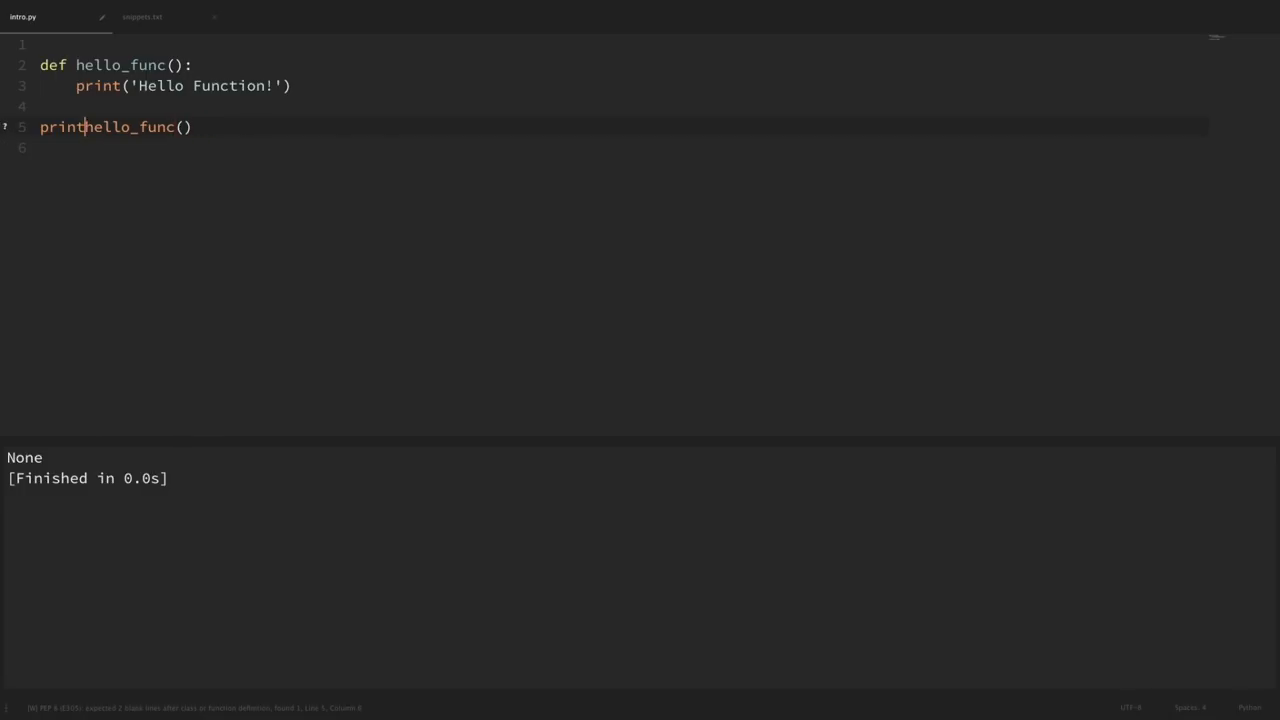 intro.py
snippets.txt
1
2 def hello_func():
3 print('Hello Function!')
4
? 5 printhello_func()
6
None
[Finished in 0.0s]
[W] PEP 8 (E305): expected 2 blank lines after class or function definition, found 1, Line 5, Column 6
UTF-8 Spaces: 4 Python